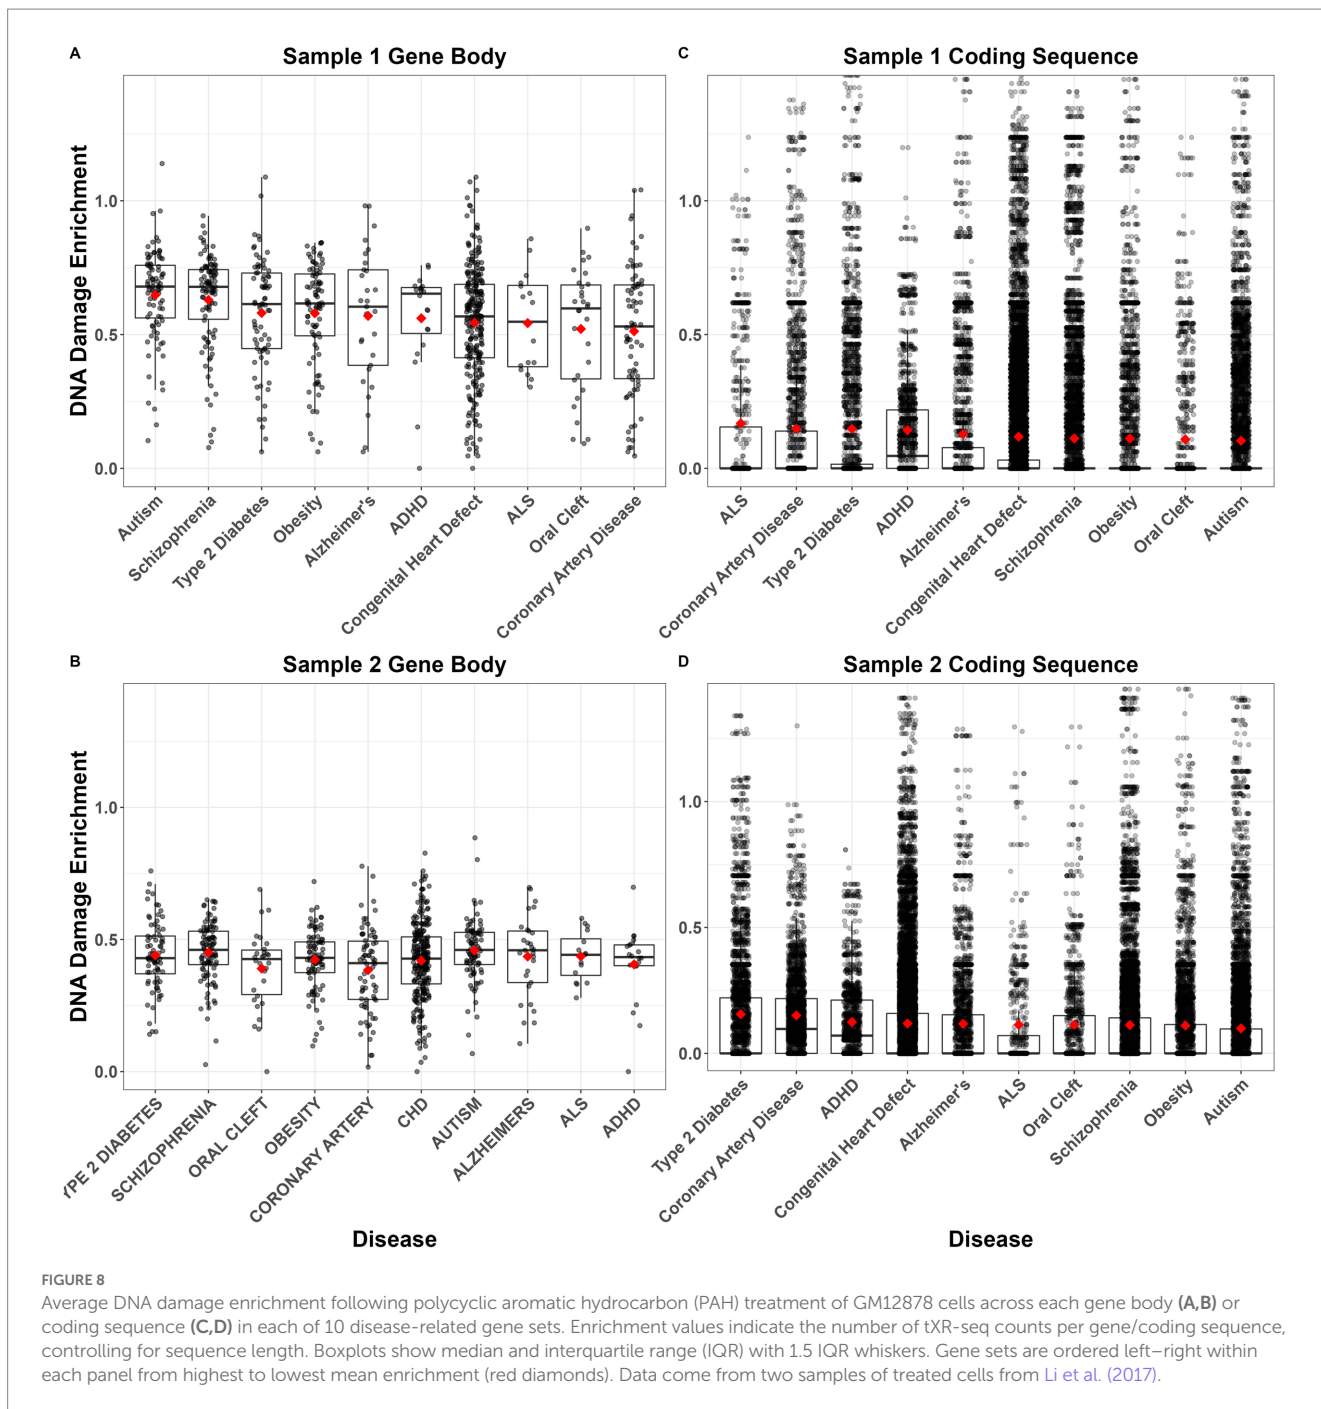 A
Sample 1 Gene Body
DNA Damage Enrichment
1.0
0.5
0.0
Autism
Schizophrenia
Type 2 Diabetes
Obesity
Alzheimer's
ADHD
Congenital Heart Defect
ALS
Oral Cleft
Coronary Artery Disease
C
Sample 1 Coding Sequence
1.0
0.5
0.0
ALS
Coronary Artery Disease
Type 2 Diabetes
ADHD
Alzheimer's
Congenital Heart Defect
Schizophrenia
Obesity
Oral Cleft
Autism
B
Sample 2 Gene Body
DNA Damage Enrichment
1.0
0.5
0.0
YPE 2 DIABETES
SCHIZOPHRENIA
ORAL CLEFT
OBESITY
CORONARY ARTERY
CHD
AUTISM
ALZHEIMERS
ALS
ADHD
Disease
D
Sample 2 Coding Sequence
1.0
0.5
0.0
Type 2 Diabetes
Coronary Artery Disease
ADHD
Congenital Heart Defect
Alzheimer's
ALS
Oral Cleft
Schizophrenia
Obesity
Autism
Disease
FIGURE 8
Average DNA damage enrichment following polycyclic aromatic hydrocarbon (PAH) treatment of GM12878 cells across each gene body (A,B) or
coding sequence (C,D) in each of 10 disease-related gene sets. Enrichment values indicate the number of tXR-seq counts per gene/coding sequence,
controlling for sequence length. Boxplots show median and interquartile range (IQR) with 1.5 IQR whiskers. Gene sets are ordered left–right within
each panel from highest to lowest mean enrichment (red diamonds). Data come from two samples of treated cells from Li et al. (2017).